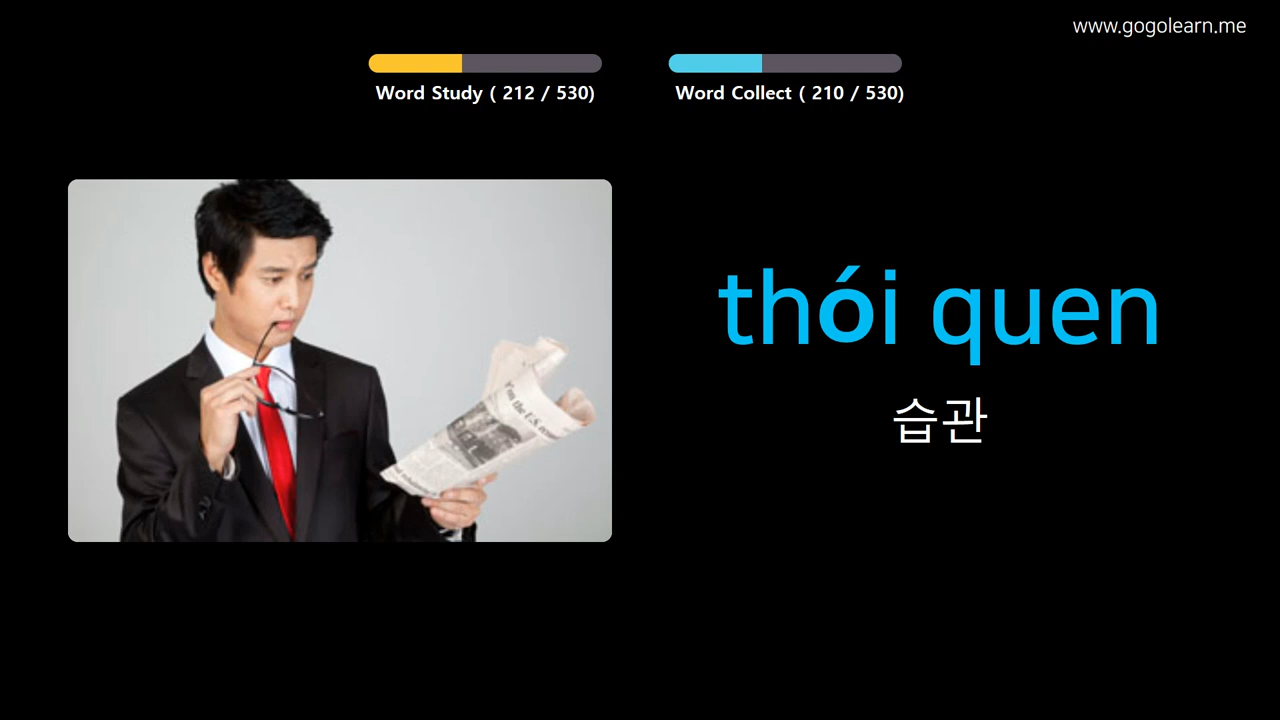 www.gogolearn.me
Word Study ( 212 / 530)
Word Collect ( 210 / 530)
thói quen
습관